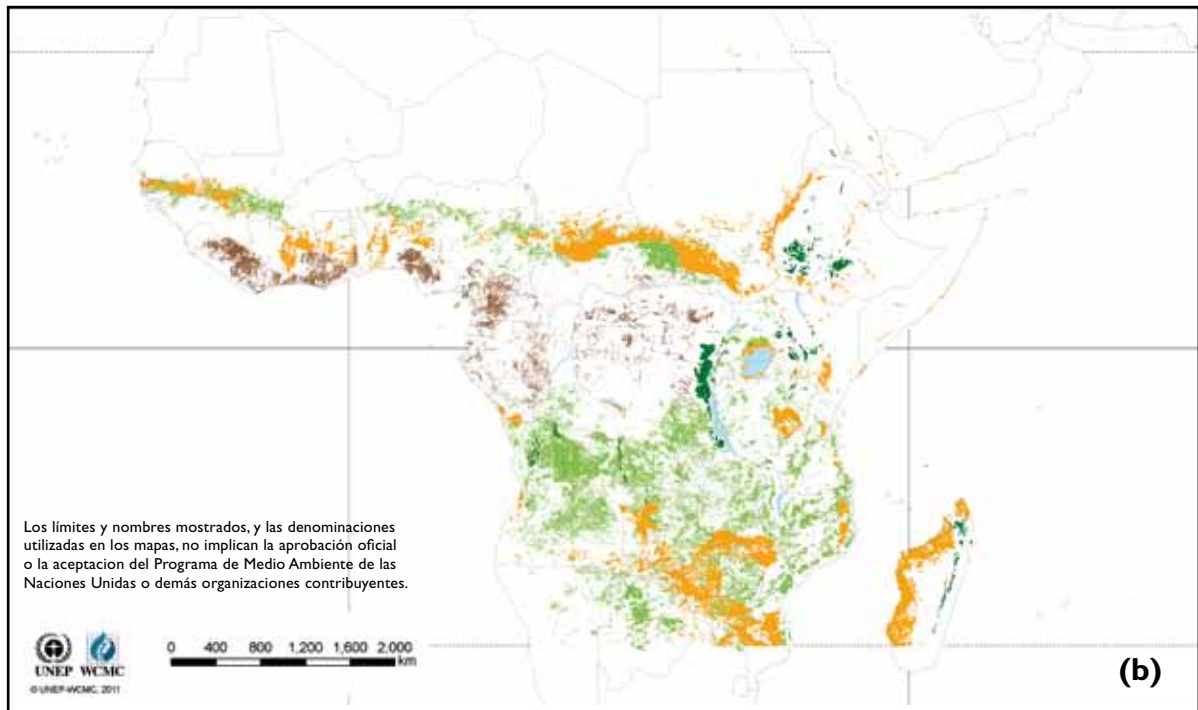 Los límites y nombres mostrados, y las denominaciones
utilizadas en los mapas, no implican la aprobación oficial
o la aceptation del Programa de Medio Ambiente de las
Naciones Unidas o demás organizaciones contribuyentes.
0 400 800 1,200 1,600 2,000
km
UNEP WCMC
© UNEP-WCMC, 2011
(b)